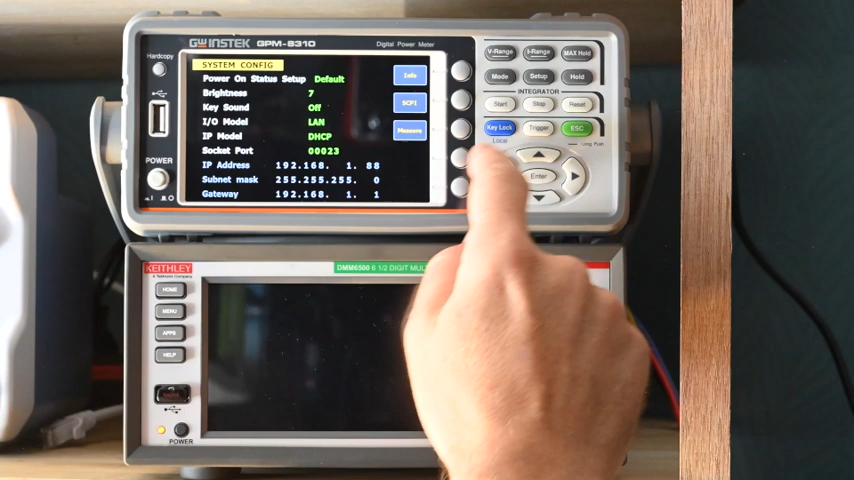 GWINSTEK GPM-8310 Digital Power Meter
Hardcopy
POWER
SYSTEM CONFIG
Power On Status Setup Default
Brightness 7
Key Sound Off
I/O Model LAN
IP Model DHCP
Socket Port 00023
IP Address 192.168. 1. 88
Subnet mask 255.255.255. 0
Gateway 192.168. 1. 1
Info
SCPI
Measure
V-Range I-Range MAX Hold
Mode Setup Hold
INTEGRATOR
Start Stop Reset
Key Lock Trigger ESC
Local Long Push
Enter
KEITHLEY
A Tektronix Company
DMM6500 6 1/2 DIGIT
HOME
MENU
APPS
HELP
POWER